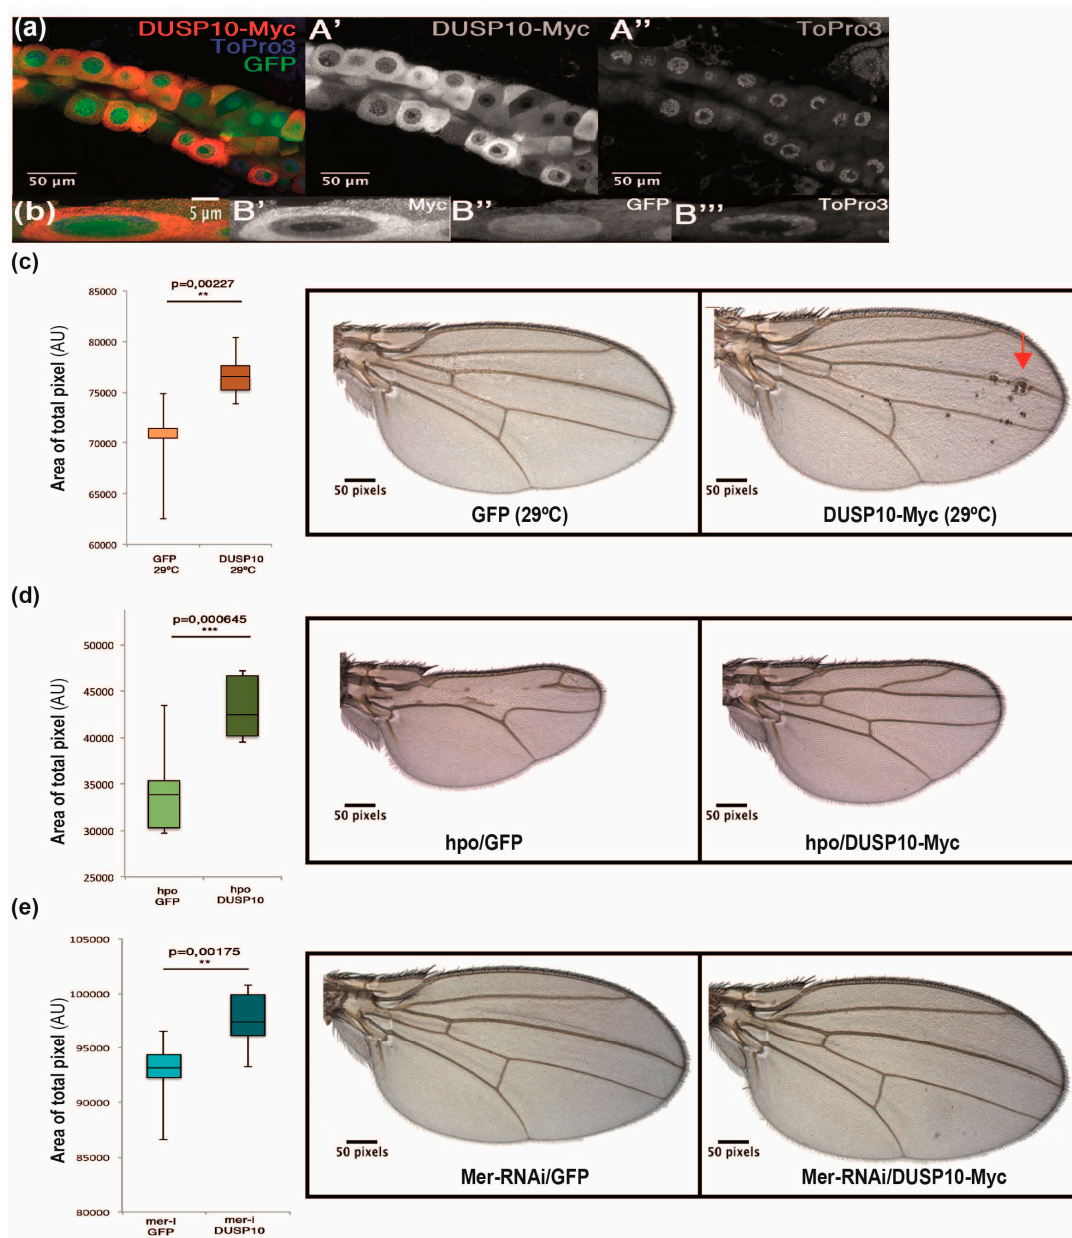 (a)
DUSP10-Myc
ToPro3
GFP
50 µm
A'
DUSP10-Myc
50 µm
A''
ToPro3
50 µm
(b)
5 µm
B'
Myc
B''
GFP
B'''
ToPro3
(c)
Area of total pixel (AU)
p=0,00227
**
85000
80000
75000
70000
65000
60000
GFP
29ºC
DUSP10
29ºC
50 pixels
GFP (29ºC)
50 pixels
DUSP10-Myc (29ºC)
(d)
Area of total pixel (AU)
p=0,000645
***
50000
45000
40000
35000
30000
25000
hpo
GFP
hpo
DUSP10
50 pixels
hpo/GFP
50 pixels
hpo/DUSP10-Myc
(e)
Area of total pixel (AU)
p=0,00175
**
105000
100000
95000
90000
85000
80000
mer-i
GFP
mer-i
DUSP10
50 pixels
Mer-RNAi/GFP
50 pixels
Mer-RNAi/DUSP10-Myc